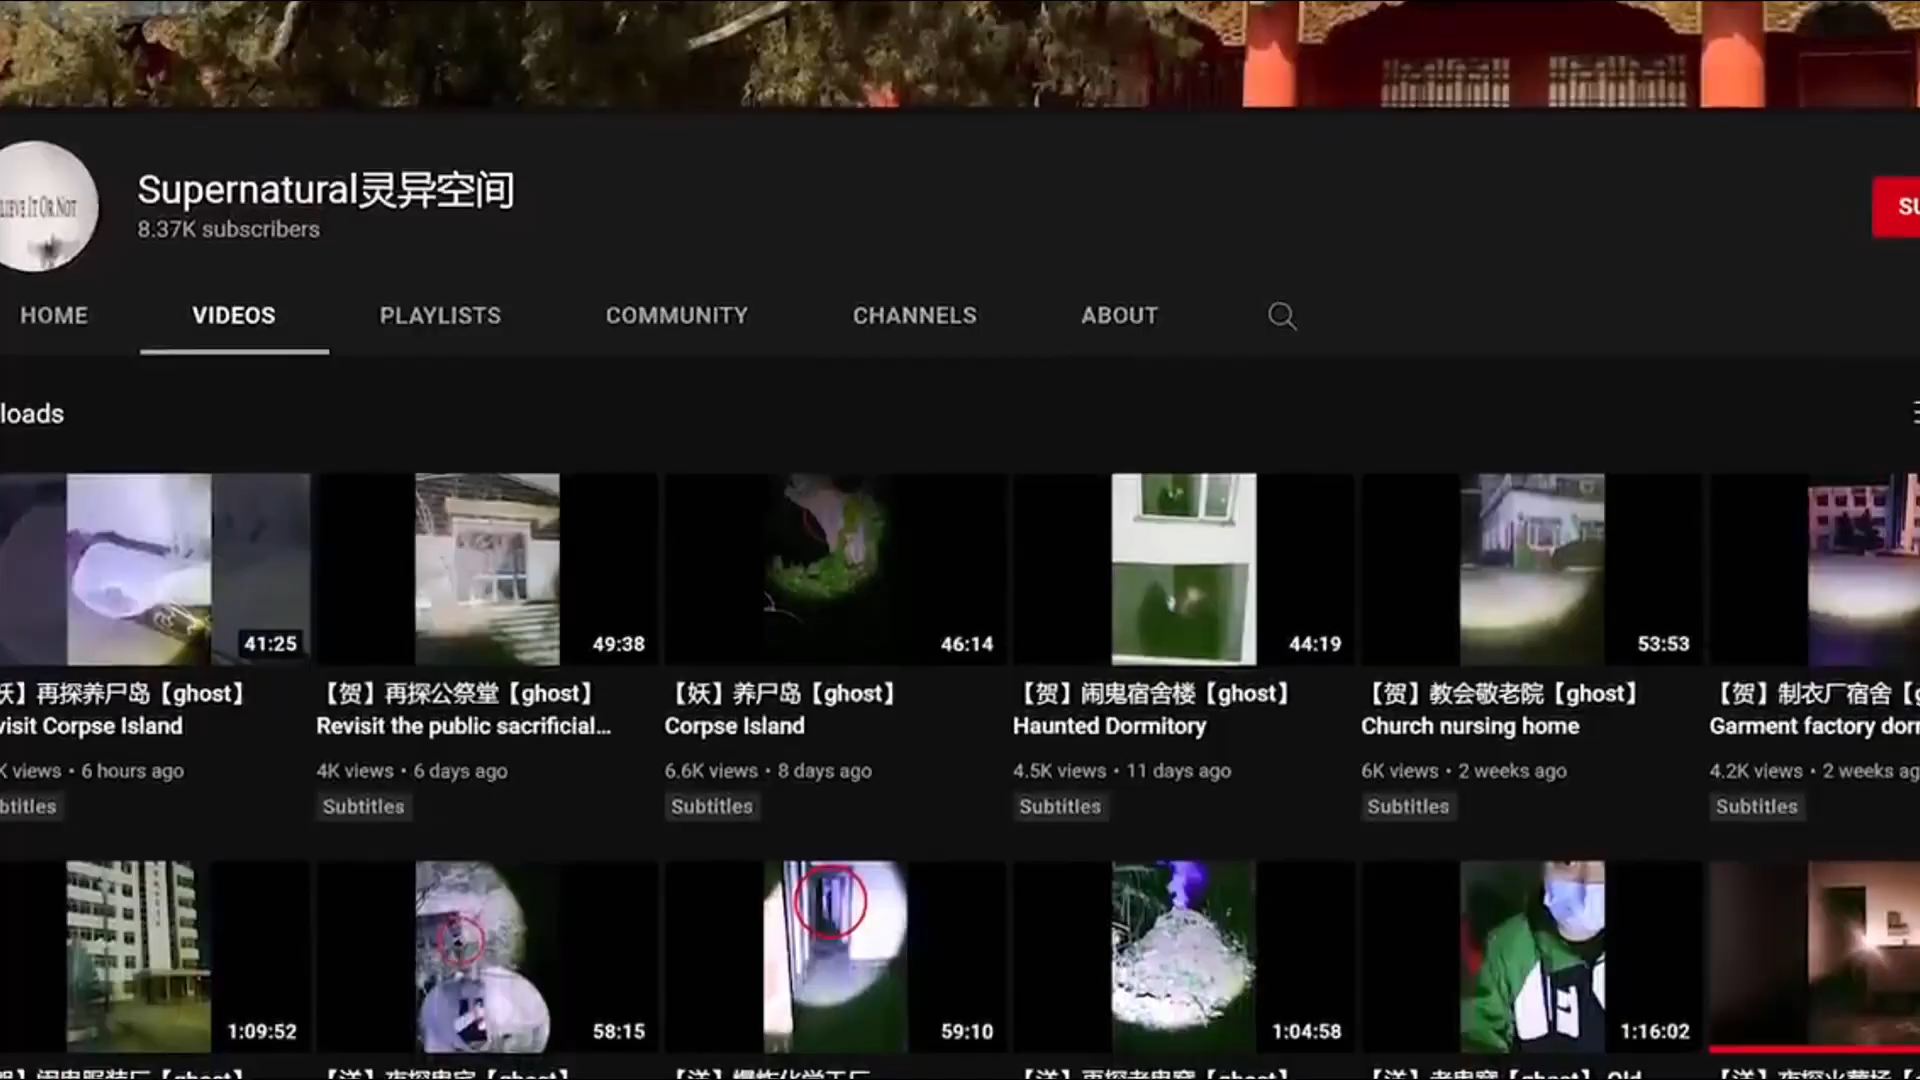 Supernatural灵异空间
LIEVE IT OR NOT
8.37K subscribers
SU
HOME
VIDEOS
PLAYLISTS
COMMUNITY
CHANNELS
ABOUT
loads
41:25
49:38
46:14
44:19
53:53
妖】再探养尸岛【ghost】
visit Corpse Island
K views • 6 hours ago
btitles
【贺】再探公祭堂【ghost】
Revisit the public sacrificial...
4K views • 6 days ago
Subtitles
【妖】养尸岛【ghost】
Corpse Island
6.6K views • 8 days ago
Subtitles
【贺】闹鬼宿舍楼【ghost】
Haunted Dormitory
4.5K views • 11 days ago
Subtitles
【贺】教会敬老院【ghost】
Church nursing home
6K views • 2 weeks ago
Subtitles
【贺】制衣厂宿舍【g
Garment factory dor
4.2K views • 2 weeks ag
Subtitles
1:09:52
58:15
59:10
1:04:58
1:16:02